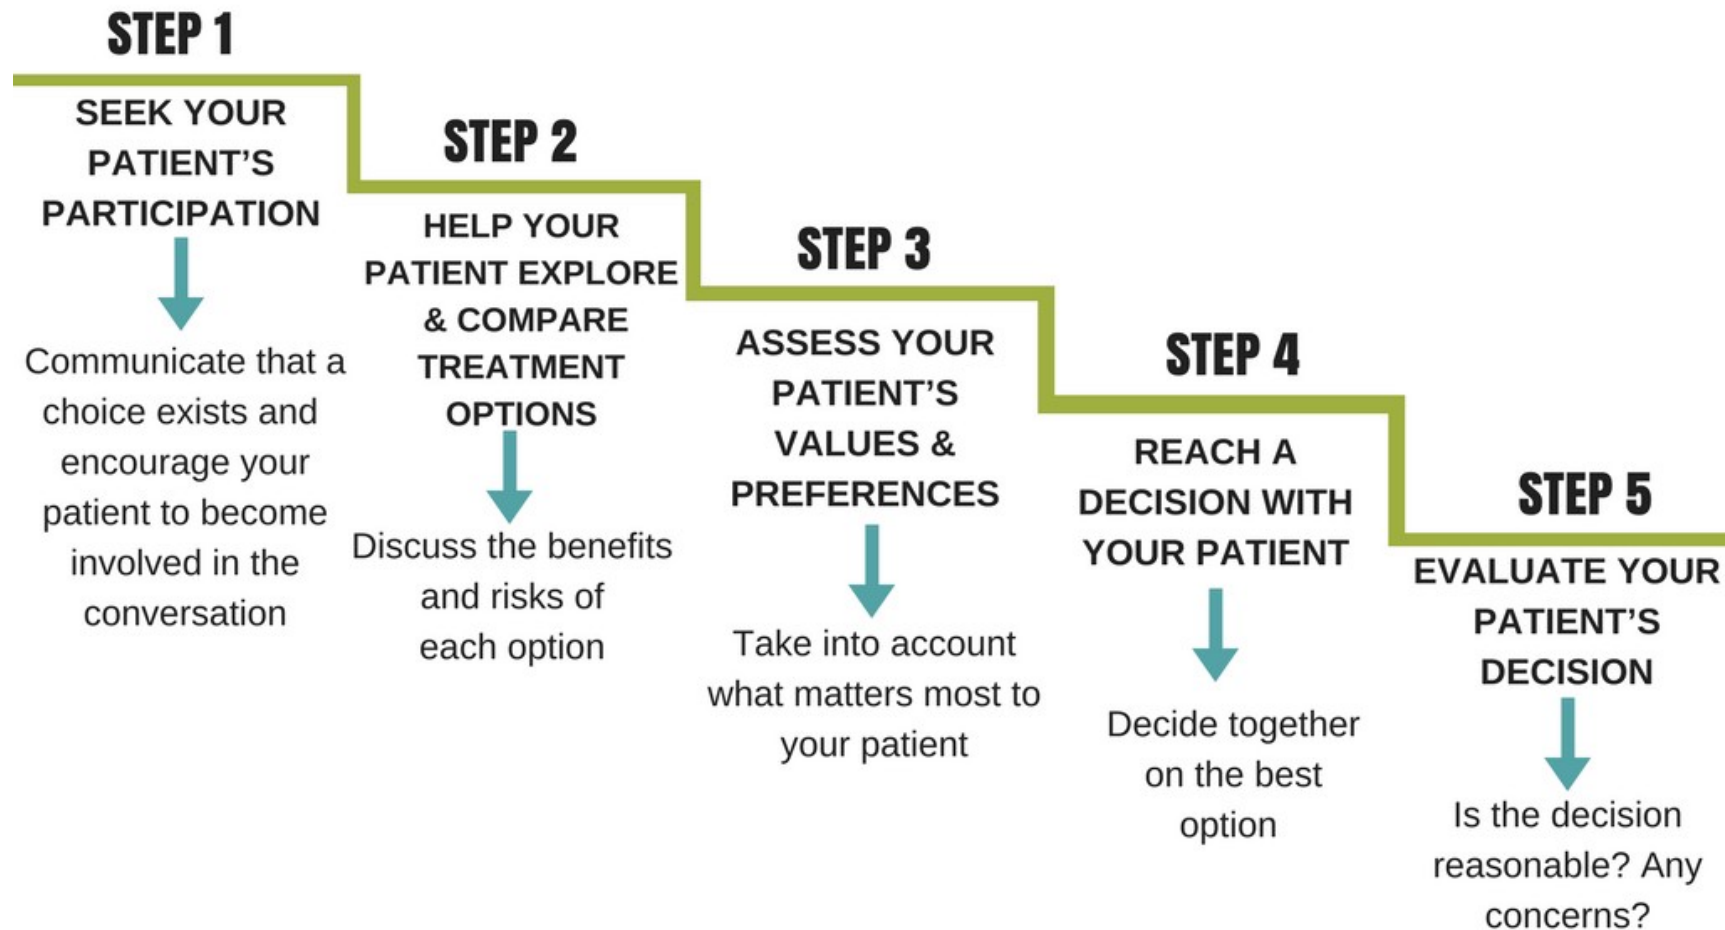 STEP 1
SEEK YOUR
PATIENT’S
PARTICIPATION
Communicate that a
choice exists and
encourage your
patient to become
involved in the
conversation
STEP 2
HELP YOUR
PATIENT EXPLORE
& COMPARE
TREATMENT
OPTIONS
Discuss the benefits
and risks of
each option
STEP 3
ASSESS YOUR
PATIENT’S
VALUES &
PREFERENCES
Take into account
what matters most to
your patient
STEP 4
REACH A
DECISION WITH
YOUR PATIENT
Decide together
on the best
option
STEP 5
EVALUATE YOUR
PATIENT’S
DECISION
Is the decision
reasonable? Any
concerns?